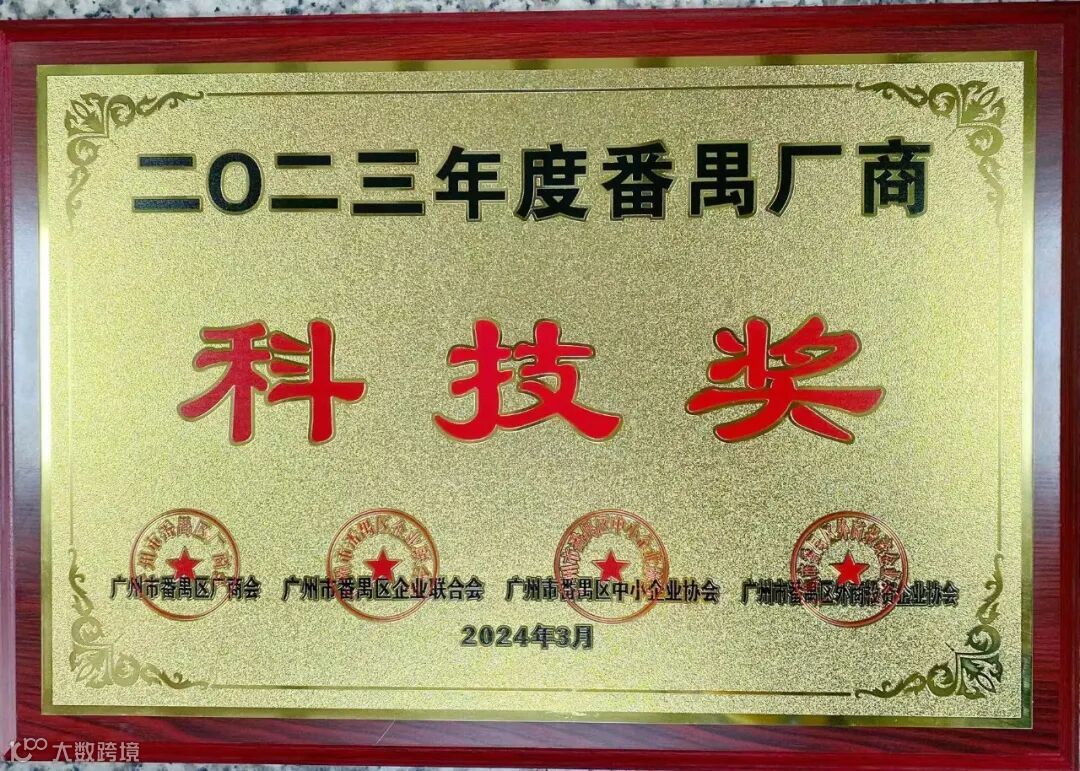 二〇二三年度番禺厂商
科技奖
广州市番禺区厂商会 广州市番禺区企业联合会 广州市番禺区中小企业协会 广州市番禺区外商投资企业协会
2024年3月
大数跨境